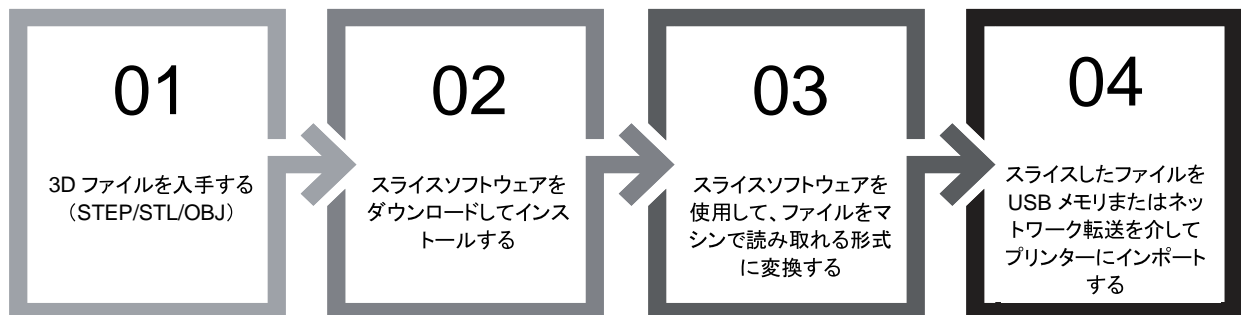 01
3D ファイルを入手する
（STEP/STL/OBJ）
02
スライスソフトウェアを
ダウンロードしてインス
トールする
03
スライスソフトウェアを
使用して、ファイルをマ
シンで読み取れる形式
に変換する
04
スライスしたファイルを
USB メモリまたはネッ
トワーク転送を介して
プリンターにインポート
する